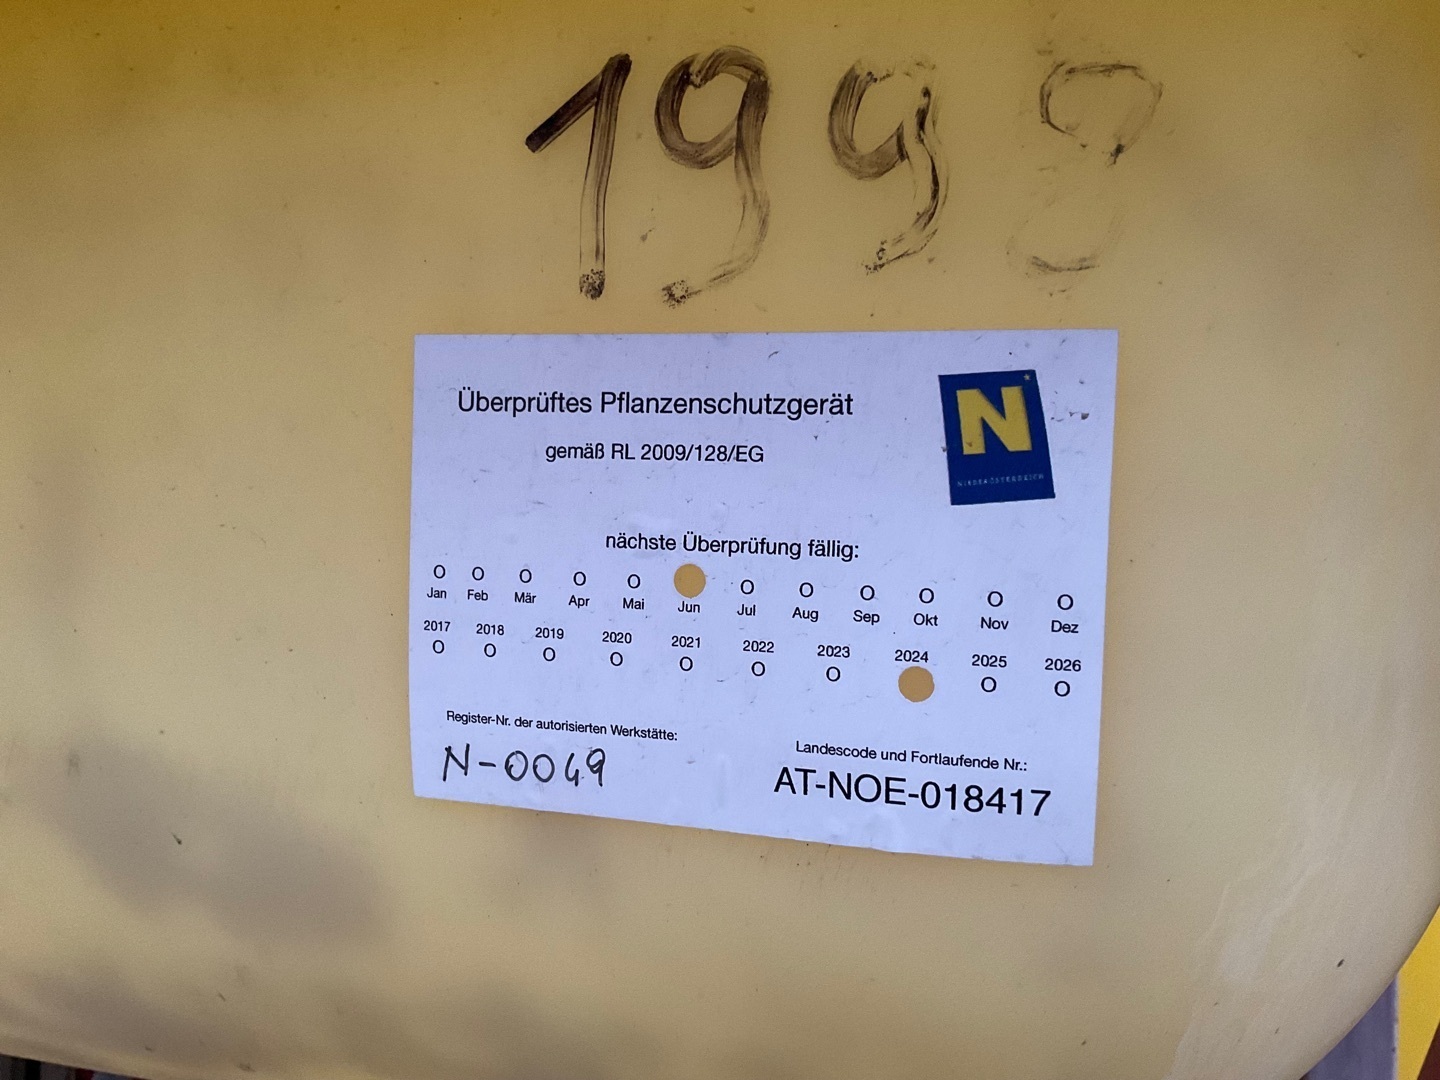 1998
Überprüftes Pflanzenschutzgerät
gemäß RL 2009/128/EG
N
NIEDERÖSTERREICH
nächste Überprüfung fällig:
O O O O O O O O O O O
Jan Feb Mär Apr Mai Jun Jul Aug Sep Okt Nov Dez
2017 2018 2019 2020 2021 2022 2023 2024 2025 2026
O O O O O O O O O
Register-Nr. der autorisierten Werkstätte:
N-0049
Landescode und Fortlaufende Nr.:
AT-NOE-018417